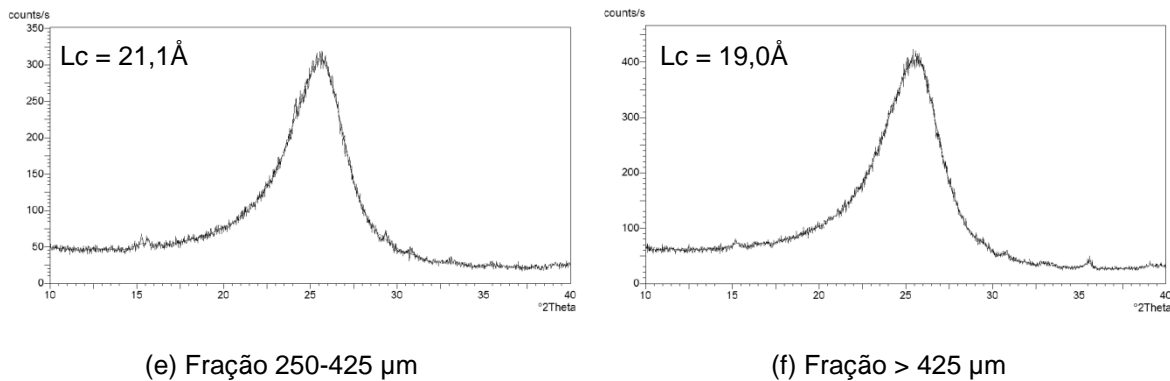 counts/s
350
300
250
200
150
100
50
0
Lc = 21,1Å
10 15 20 25 30 35 40
°2Theta
(e) Fração 250-425 µm
counts/s
400
300
200
100
0
Lc = 19,0Å
10 15 20 25 30 35 40
°2Theta
(f) Fração > 425 µm